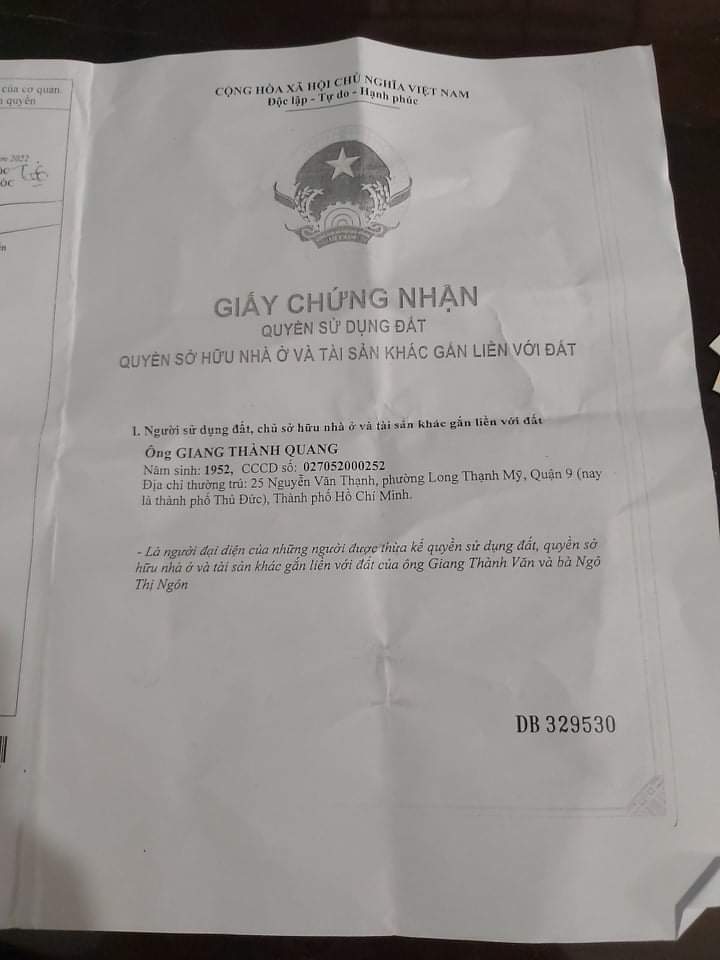 của cơ quan
quyền
2022
CỘNG HÒA XÃ HỘI CHỦ NGHĨA VIỆT NAM
Độc lập - Tự do - Hạnh phúc
GIẤY CHỨNG NHẬN
QUYỀN SỬ DỤNG ĐẤT
QUYỀN SỞ HỮU NHÀ Ở VÀ TÀI SẢN KHÁC GẮN LIỀN VỚI ĐẤT
I. Người sử dụng đất, chủ sở hữu nhà ở và tài sản khác gắn liền với đất
Ông GIANG THÀNH QUANG
Năm sinh: 1952, CCCD số: 027052000252
Địa chỉ thường trú: 25 Nguyễn Văn Thạnh, phường Long Thạnh Mỹ, Quận 9 (nay
là thành phố Thủ Đức), Thành phố Hồ Chí Minh.
- Là người đại diện của những người được thừa kế quyền sử dụng đất, quyền sở
hữu nhà ở và tài sản khác gắn liền với đất của ông Giang Thành Văn và bà Ngô
Thị Ngôn
DB 329530